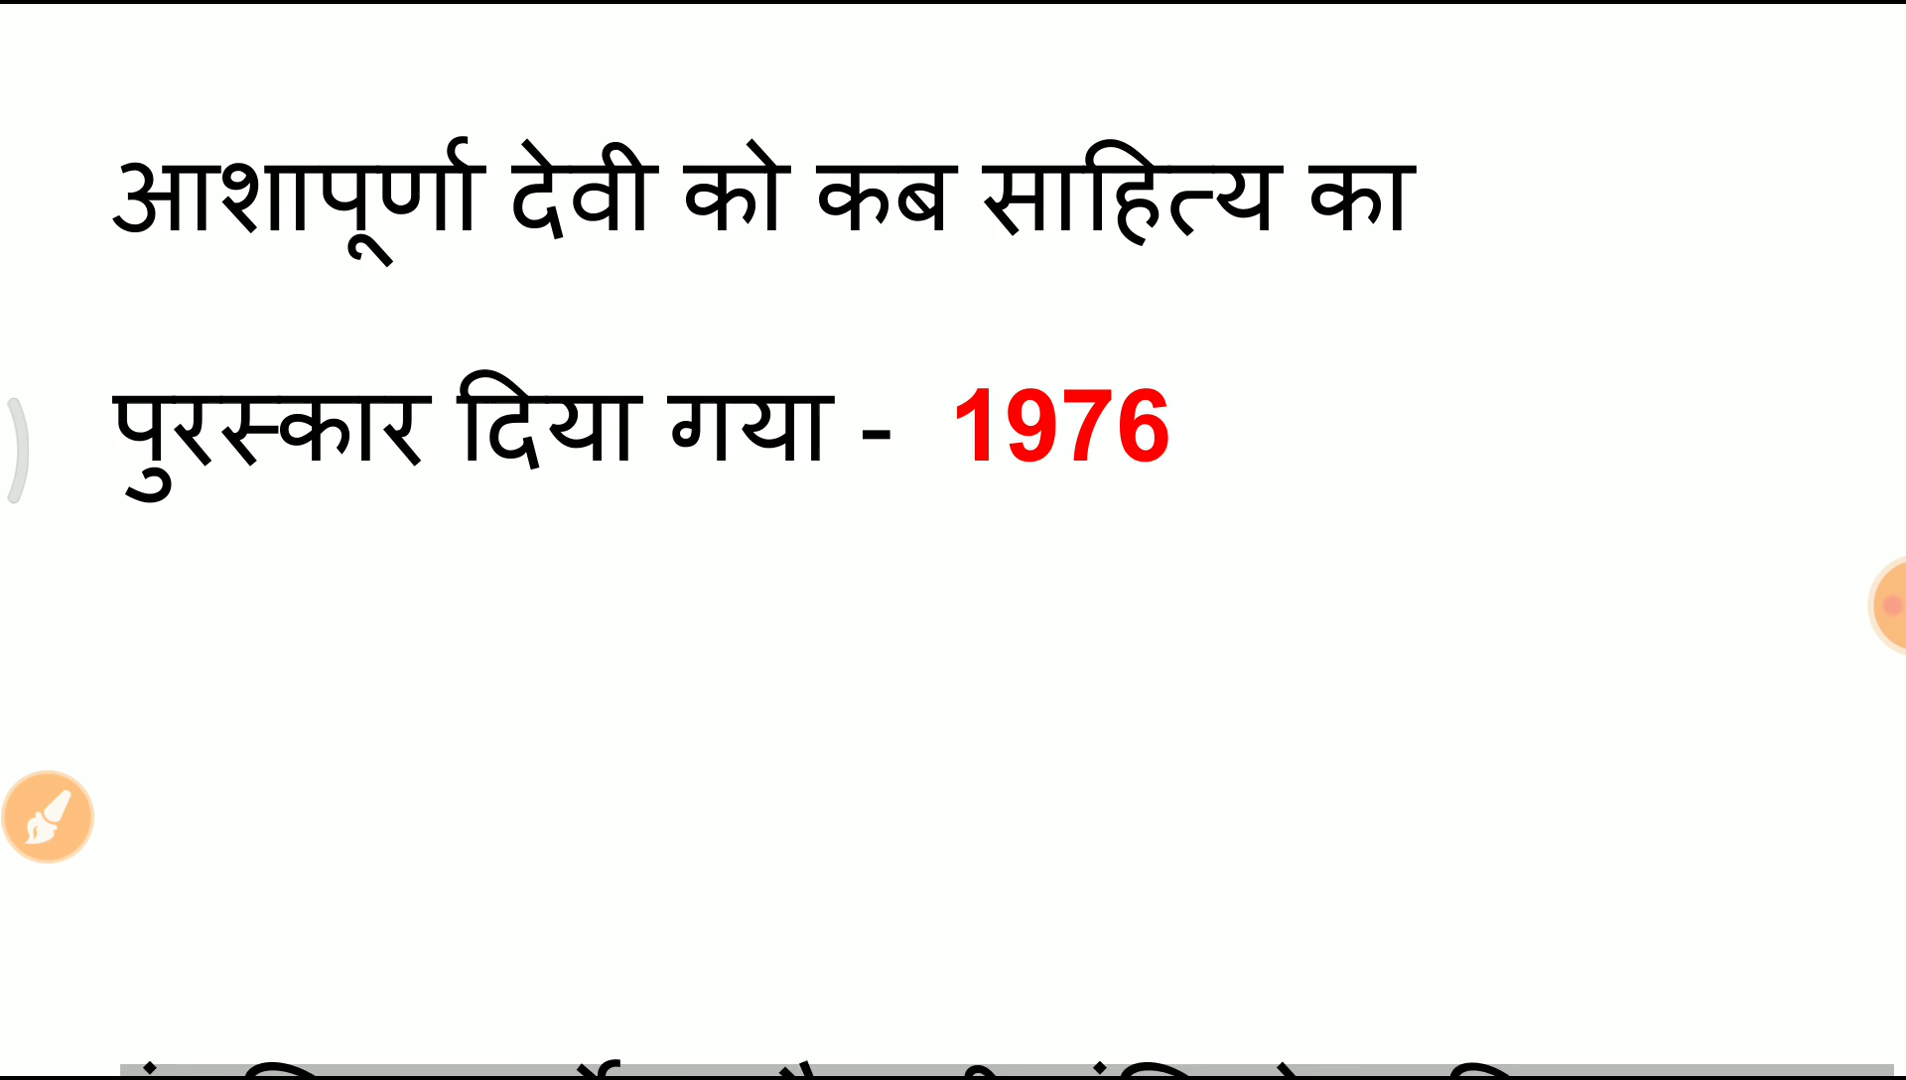 आशापूर्णा देवी को कब साहित्य का
पुरस्कार दिया गया - 1976